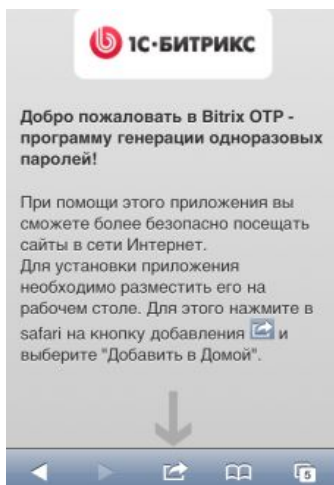 1С·БИТРИКС
Добро пожаловать в Bitrix OTP -
программу генерации одноразовых
паролей!
При помощи этого приложения вы
сможете более безопасно посещать
сайты в сети Интернет.
Для установки приложения
необходимо разместить его на
рабочем столе. Для этого нажмите в
safari на кнопку добавления и
выберите "Добавить в Домой".
5